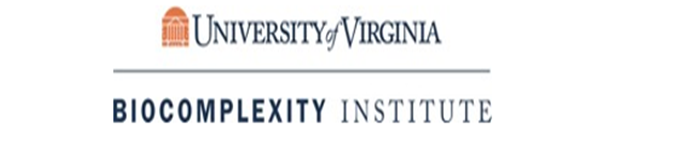 UNIVERSITY of VIRGINIA
BIOCOMPLEXITY INSTITUTE